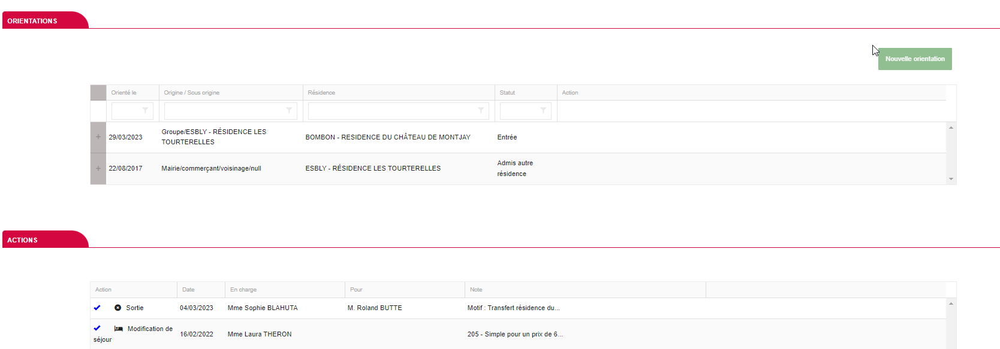 ORIENTATIONS
Nouvelle orientation
Orienté le Origine / Sous origine Résidence Statut Action
+ 29/03/2023 Groupe/ESBLY - RÉSIDENCE LES TOURTERELLES BOMBON - RESIDENCE DU CHÂTEAU DE MONTJAY Entrée
+ 22/08/2017 Mairie/commerçant/voisinage/null ESBLY - RÉSIDENCE LES TOURTERELLES Admis autre résidence
ACTIONS
Action Date En charge Pour Note
Sortie 04/03/2023 Mme Sophie BLAHUTA M. Roland BUTTE Motif : Transfert résidence du...
Modification de séjour 16/02/2022 Mme Laura THERON 205 - Simple pour un prix de 6...